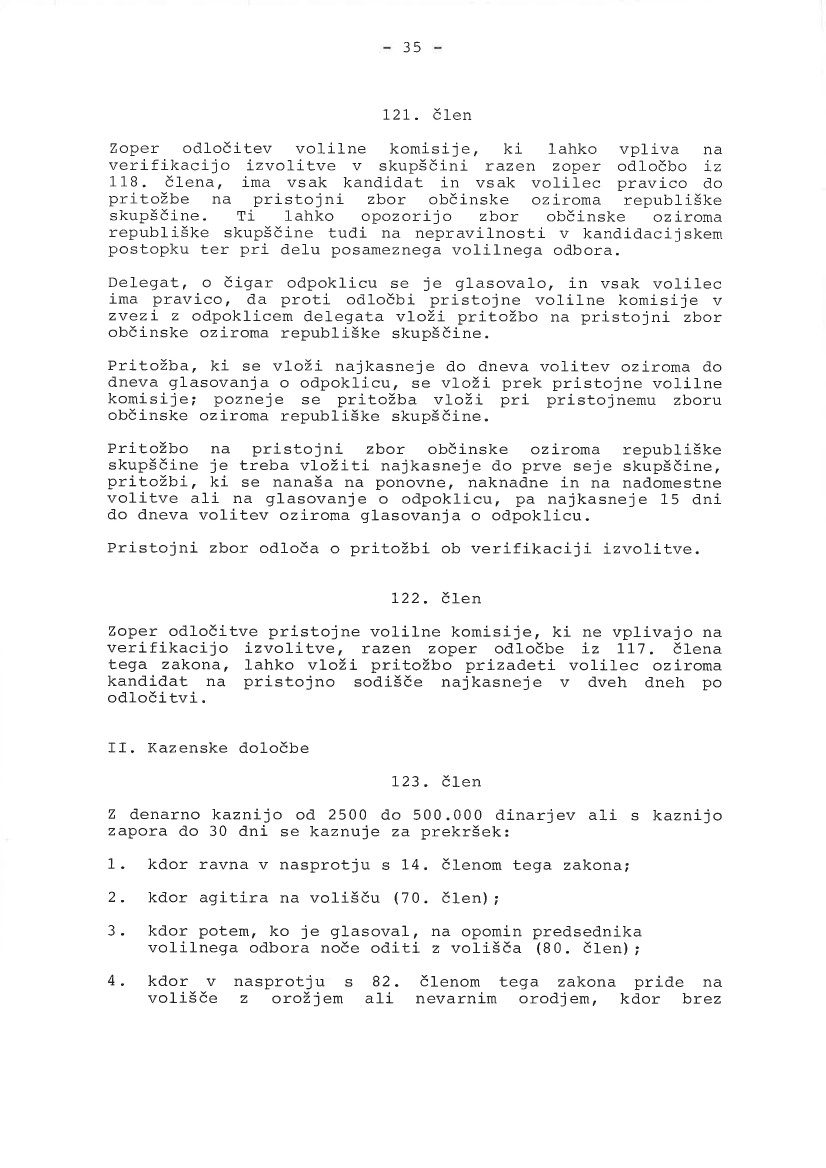 - 35 -
121. člen
Zoper odločitev volilne komisije, ki lahko vpliva na
verifikacijo izvolitve v skupščini razen zoper odločbo iz
118. člena, ima vsak kandidat in vsak volilec pravico do
pritožbe na pristojni zbor občinske oziroma republiške
skupščine. Ti lahko opozorijo zbor občinske oziroma
republiške skupščine tudi na nepravilnosti v kandidacijskem
postopku ter pri delu posameznega volilnega odbora.
Delegat, o čigar odpoklicu se je glasovalo, in vsak volilec
ima pravico, da proti odločbi pristojne volilne komisije v
zvezi z odpoklicem delegata vloži pritožbo na pristojni zbor
občinske oziroma republiške skupščine.
Pritožba, ki se vloži najkasneje do dneva volitev oziroma do
dneva glasovanja o odpoklicu, se vloži prek pristojne volilne
komisije; pozneje se pritožba vloži pri pristojnemu zboru
občinske oziroma republiške skupščine.
Pritožbo na pristojni zbor občinske oziroma republiške
skupščine je treba vložiti najkasneje do prve seje skupščine,
pritožbi, ki se nanaša na ponovne, naknadne in na nadomestne
volitve ali na glasovanje o odpoklicu, pa najkasneje 15 dni
do dneva volitev oziroma glasovanja o odpoklicu.
Pristojni zbor odloča o pritožbi ob verifikaciji izvolitve.
122. člen
Zoper odločitve pristojne volilne komisije, ki ne vplivajo na
verifikacijo izvolitve, razen zoper odločbe iz 117. člena
tega zakona, lahko vloži pritožbo prizadeti volilec oziroma
kandidat na pristojno sodišče najkasneje v dveh dneh po
odločitvi.
II. Kazenske določbe
123. člen
Z denarno kaznijo od 2500 do 500.000 dinarjev ali s kaznijo
zapora do 30 dni se kaznuje za prekršek:
1. kdor ravna v nasprotju s 14. členom tega zakona;
2. kdor agitira na volišču (70. člen);
3. kdor potem, ko je glasoval, na opomin predsednika
volilnega odbora noče oditi z volišča (80. člen);
4. kdor v nasprotju s 82. členom tega zakona pride na
volišče z orožjem ali nevarnim orodjem, kdor brez